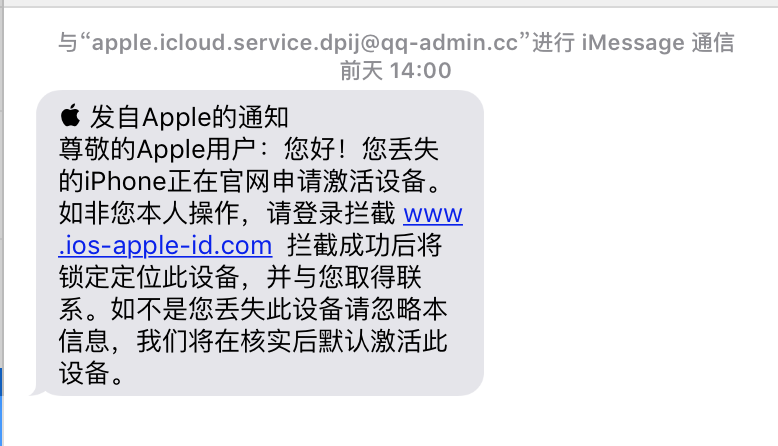 与“apple.icloud.service.dpij@qq-admin.cc”进行 iMessage 通信
前天 14:00
 发自Apple的通知
尊敬的Apple用户：您好！您丢失
的iPhone正在官网申请激活设备。
如非您本人操作，请登录拦截 www
.ios-apple-id.com 拦截成功后将
锁定定位此设备，并与您取得联
系。如不是您丢失此设备请忽略本
信息，我们将在核实后默认激活此
设备。